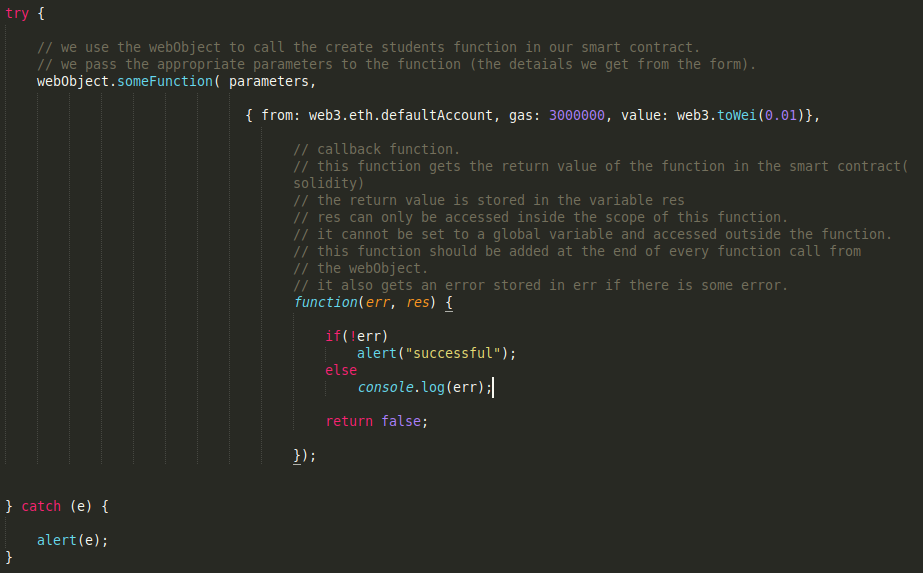 try {
// we use the webObject to call the create students function in our smart contract.
// we pass the appropriate parameters to the function (the detaials we get from the form).
webObject.someFunction( parameters,
{ from: web3.eth.defaultAccount, gas: 3000000, value: web3.toWei(0.01)},
// callback function.
// this function gets the return value of the function in the smart contract(
solidity)
// the return value is stored in the variable res
// res can only be accessed inside the scope of this function.
// it cannot be set to a global variable and accessed outside the function.
// this function should be added at the end of every function call from
// the webObject.
// it also gets an error stored in err if there is some error.
function(err, res) {
if(!err)
alert("successful");
else
console.log(err);
return false;
});
} catch (e) {
alert(e);
}